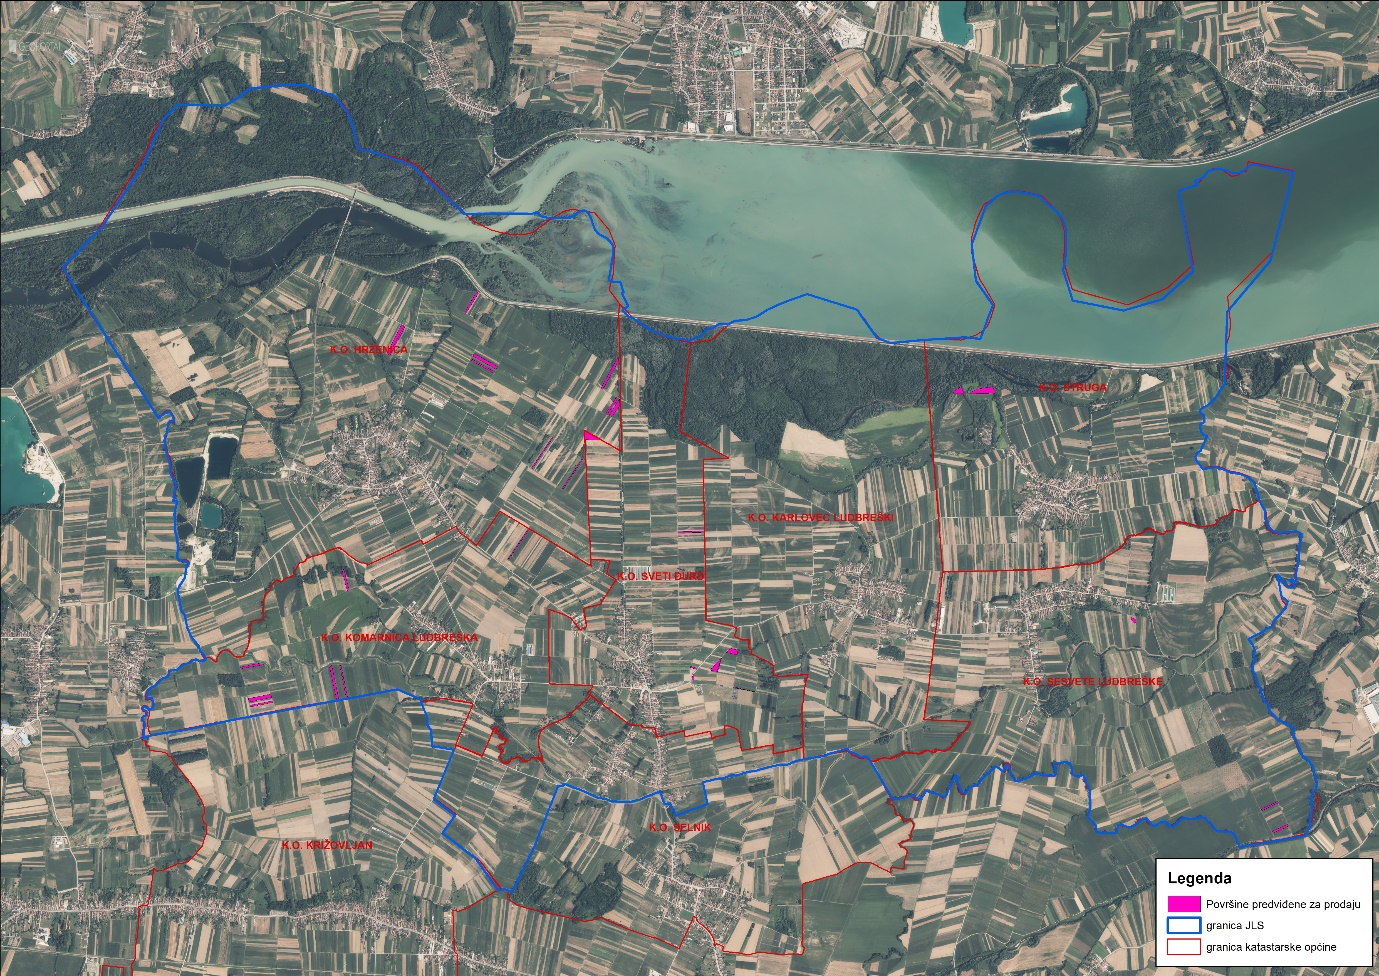 K.O. HRŽENICA
K.O. STRUGA
K.O. KARLOVEC LUDBREŠKI
K.O. SVETI ĐURĐ
K.O. KOMARNICA LUDBREŠKA
K.O. SESVETE LUDBREŠKE
K.O. SELNIK
K.O. KRIŽOVLJAN
Legenda
Površine predviđene za prodaju
granica JLS
granica katastarske općine